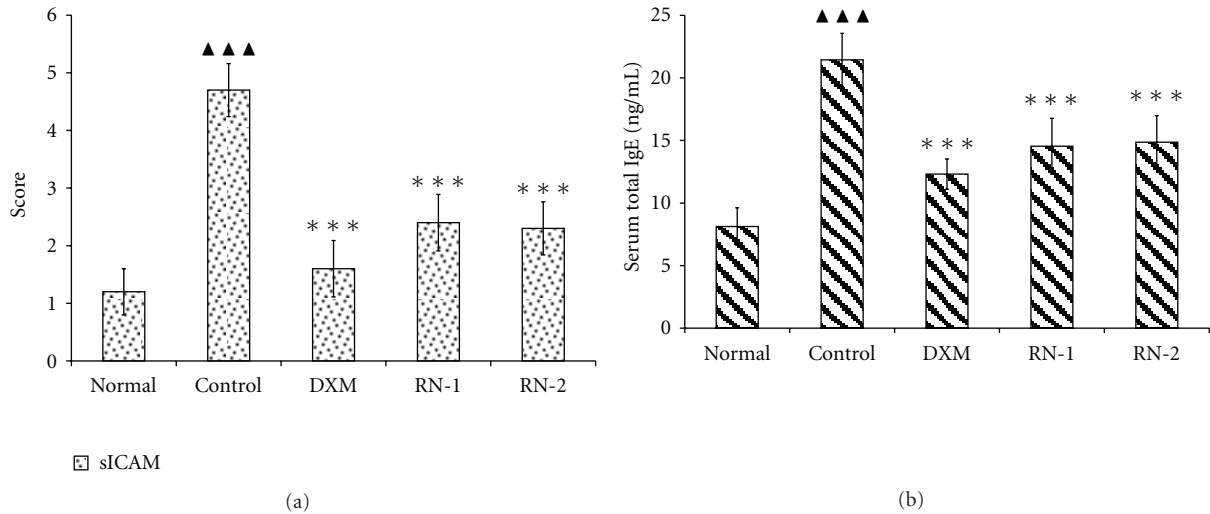 6
5
4
3
2
1
0
Score
▲ ▲ ▲
* * *
* * *
* * *
Normal Control DXM RN-1 RN-2
sICAM
(a)
25
20
15
10
5
0
Serum total IgE (ng/mL)
▲ ▲ ▲
* * *
* * *
* * *
Normal Control DXM RN-1 RN-2
(b)